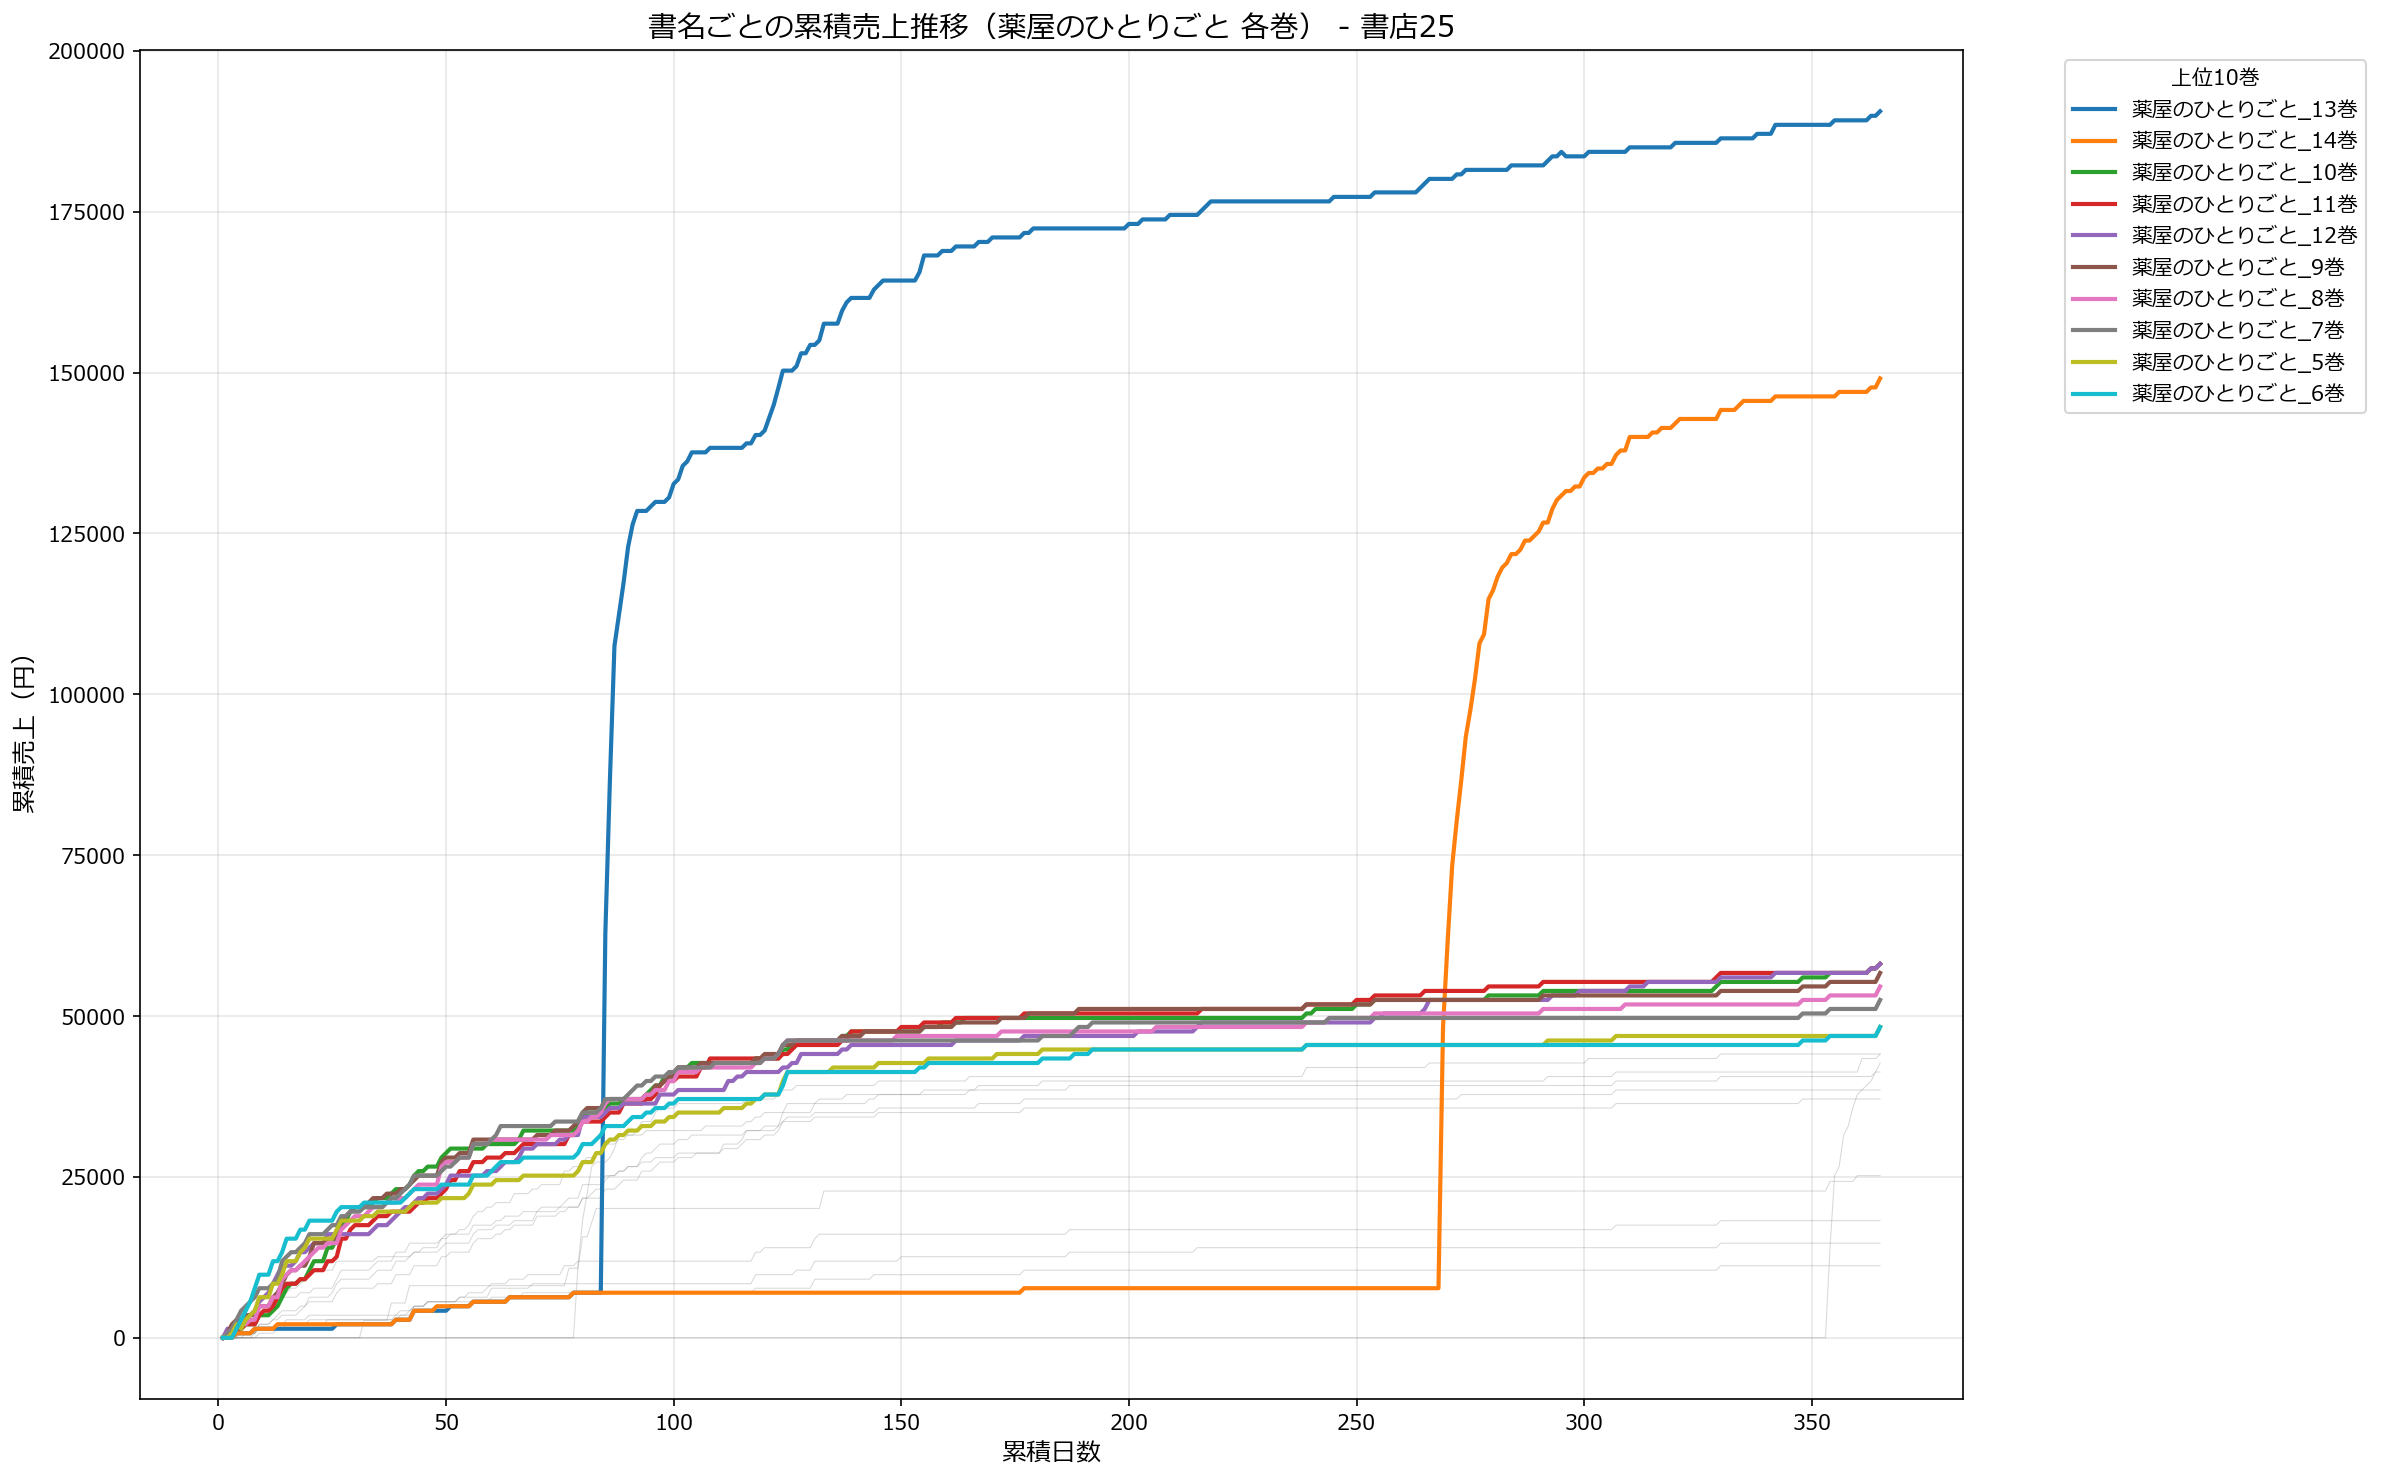 書名ごとの累積売上推移（薬屋のひとりごと 各巻） - 書店25
累積売上（円）
200000
175000
150000
125000
100000
75000
50000
25000
0
0
50
100
150
200
250
300
350
累積日数
上位10巻
薬屋のひとりごと_13巻
薬屋のひとりごと_14巻
薬屋のひとりごと_10巻
薬屋のひとりごと_11巻
薬屋のひとりごと_12巻
薬屋のひとりごと_9巻
薬屋のひとりごと_8巻
薬屋のひとりごと_7巻
薬屋のひとりごと_5巻
薬屋のひとりごと_6巻